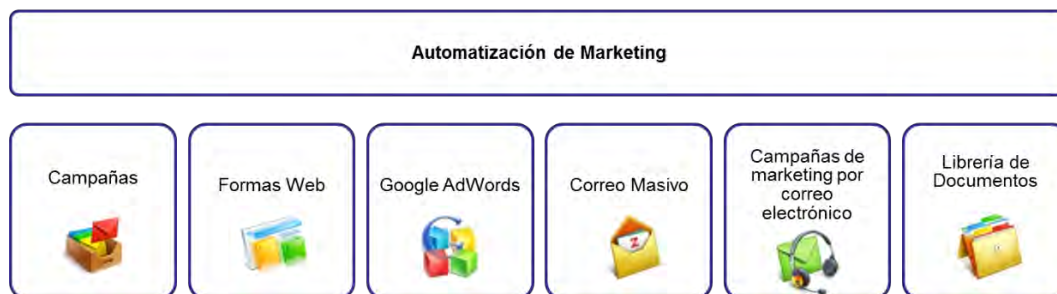 Automatización de Marketing
Campañas
Formas Web
Google AdWords
Correo Masivo
Campañas de
marketing por
correo
electrónico
Librería de
Documentos
Z